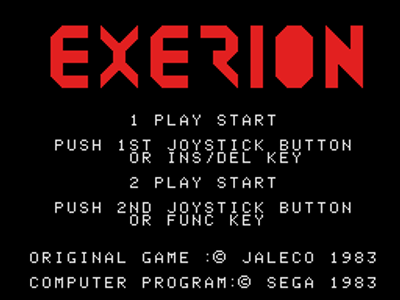 EXERION
1 PLAY START
PUSH 1ST JOYSTICK BUTTON
OR INS/DEL KEY
2 PLAY START
PUSH 2ND JOYSTICK BUTTON
OR FUNC KEY
ORIGINAL GAME :© JALECO 1983
COMPUTER PROGRAM:© SEGA 1983